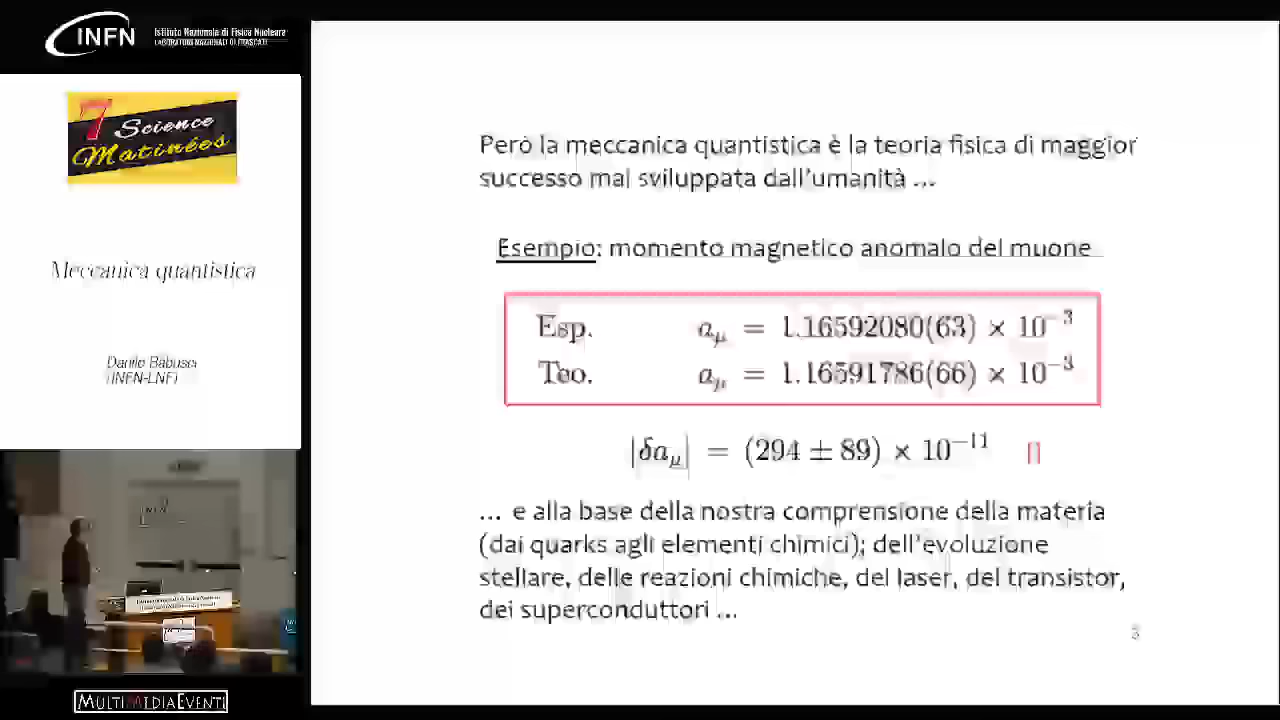 INFN
Istituto Nazionale di Fisica Nucleare
LABORATORI NAZIONALI DI FRASCATI
7 Science
Matinées
Meccanica quantistica
Danilo Babusci
(INFN-LNF)
MULTIMEDIAEVENTI
Però la meccanica quantistica è la teoria fisica di maggior
successo mai sviluppata dall'umanità ...
Esempio: momento magnetico anomalo del muone
Esp. aμ = 1.16592080(63) × 10⁻³
Teo. aμ = 1.16591786(66) × 10⁻³
|δaμ| = (294 ± 89) × 10⁻¹¹ !!
... e alla base della nostra comprensione della materia
(dai quarks agli elementi chimici); dell'evoluzione
stellare, delle reazioni chimiche, del laser, del transistor,
dei superconduttori ...
3